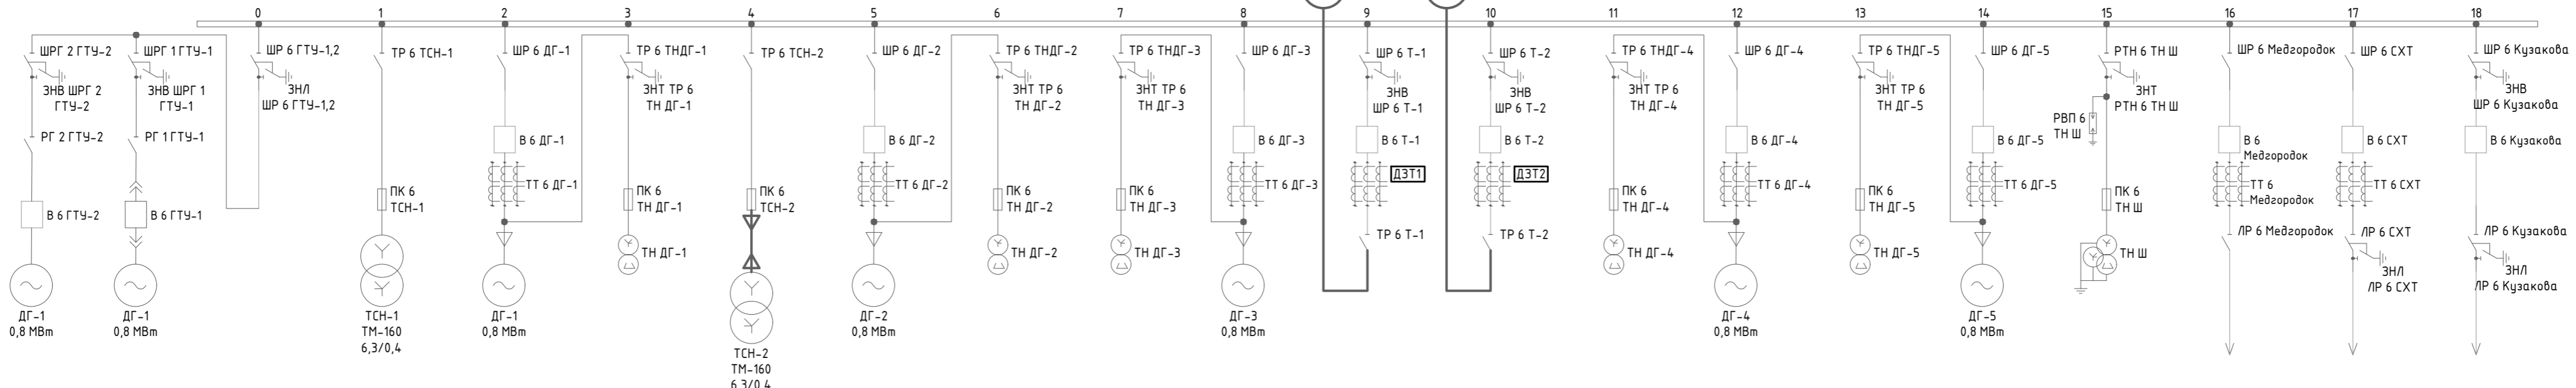 0 1 2 3 4 5 6 7 8 9 10 11 12 13 14 15 16 17 18
ШРГ 2 ГТУ-2
ЗНВ ШРГ 2
ГТУ-2
РГ 2 ГТУ-2
В 6 ГТУ-2
ДГ-1
0,8 МВт
ШРГ 1 ГТУ-1
ЗНВ ШРГ 1
ГТУ-1
РГ 1 ГТУ-1
В 6 ГТУ-1
ДГ-1
0,8 МВт
ШР 6 ГТУ-1,2
ЗНЛ
ШР 6 ГТУ-1,2
ТР 6 ТСН-1
ПК 6
ТСН-1
ТСН-1
ТМ-160
6,3/0,4
ШР 6 ДГ-1
В 6 ДГ-1
ТТ 6 ДГ-1
ДГ-1
0,8 МВт
ТР 6 ТНДГ-1
ЗНТ ТР 6
ТН ДГ-1
ПК 6
ТН ДГ-1
ТН ДГ-1
ТР 6 ТСН-2
ПК 6
ТСН-2
ТСН-2
ТМ-160
6,3/0,4
ШР 6 ДГ-2
В 6 ДГ-2
ТТ 6 ДГ-2
ДГ-2
0,8 МВт
ТР 6 ТНДГ-2
ЗНТ ТР 6
ТН ДГ-2
ПК 6
ТН ДГ-2
ТН ДГ-2
ТР 6 ТНДГ-3
ЗНТ ТР 6
ТН ДГ-3
ПК 6
ТН ДГ-3
ТН ДГ-3
ШР 6 ДГ-3
В 6 ДГ-3
ТТ 6 ДГ-3
ДГ-3
0,8 МВт
ШР 6 Т-1
ЗНВ
ШР 6 Т-1
В 6 Т-1
ДЗТ1
ТР 6 Т-1
ШР 6 Т-2
ЗНВ
ШР 6 Т-2
В 6 Т-2
ДЗТ2
ТР 6 Т-2
ТР 6 ТНДГ-4
ЗНТ ТР 6
ТН ДГ-4
ПК 6
ТН ДГ-4
ТН ДГ-4
ШР 6 ДГ-4
В 6 ДГ-4
ТТ 6 ДГ-4
ДГ-4
0,8 МВт
ТР 6 ТНДГ-5
ЗНТ ТР 6
ТН ДГ-5
ПК 6
ТН ДГ-5
ТН ДГ-5
ШР 6 ДГ-5
В 6 ДГ-5
ТТ 6 ДГ-5
ДГ-5
0,8 МВт
РТН 6 ТН Ш
ЗНТ
РТН 6 ТН Ш
РВП 6
ТН Ш
ПК 6
ТН Ш
ТН Ш
ШР 6 Медгородок
В 6
Медгородок
ТТ 6
Медгородок
ЛР 6 Медгородок
ШР 6 СХТ
В 6 СХТ
ТТ 6 СХТ
ЛР 6 СХТ
ЗНЛ
ЛР 6 СХТ
ШР 6 Кузакова
ЗНВ
ШР 6 Кузакова
В 6 Кузакова
ЛР 6 Кузакова
ЗНЛ
ЛР 6 Кузакова